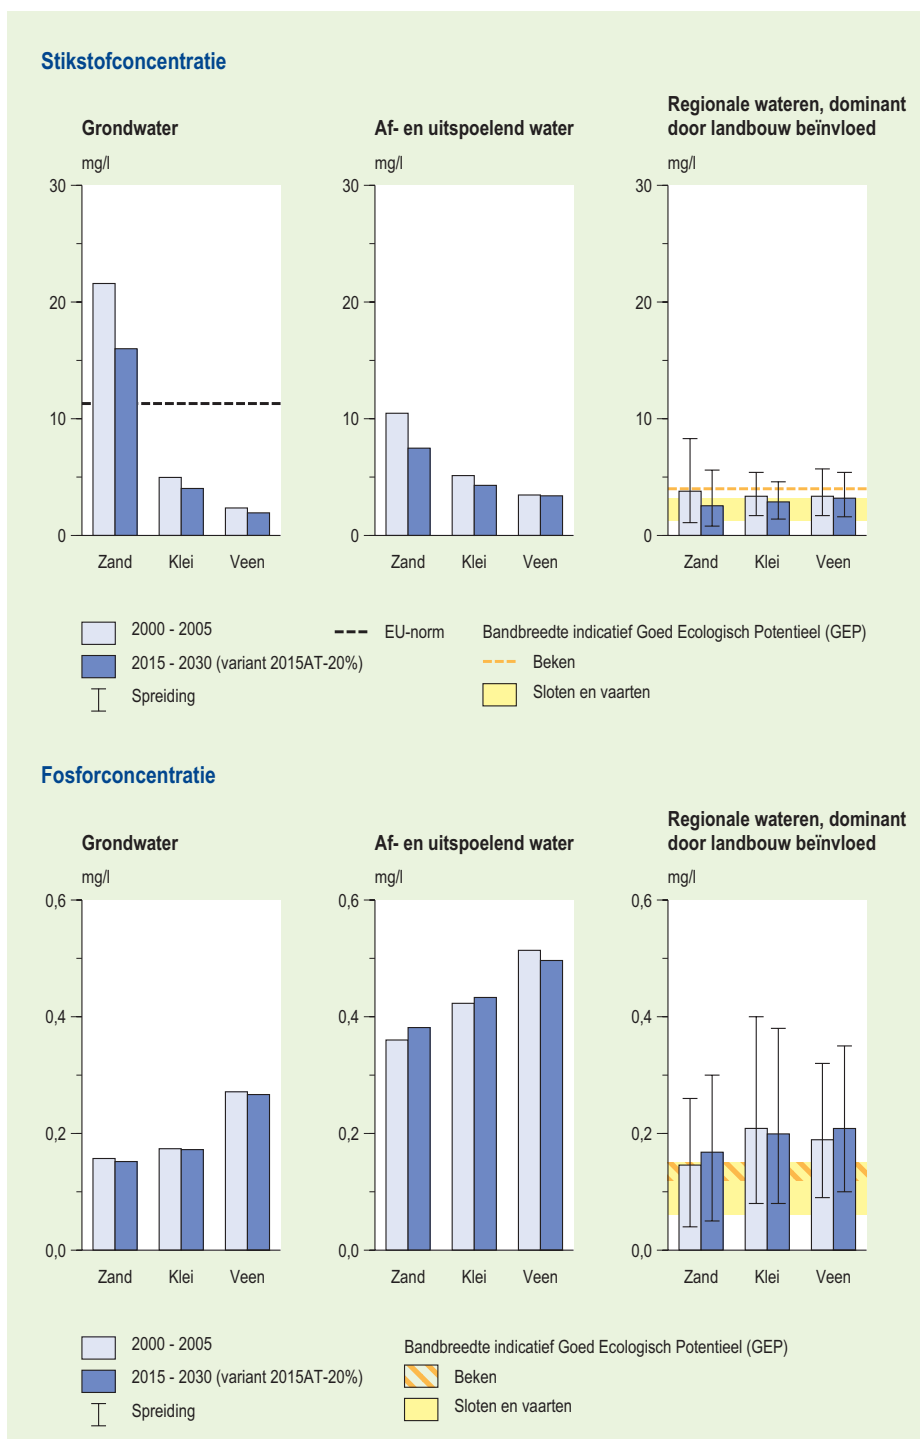 Stikstofconcentratie
Grondwater
Af- en uitspoelend water
Regionale wateren, dominant
door landbouw beïnvloed
mg/l
mg/l
mg/l
30
20
10
0
30
20
10
0
30
20
10
0
Zand Klei Veen
Zand Klei Veen
Zand Klei Veen
2000 - 2005
2015 - 2030 (variant 2015AT-20%)
Spreiding
EU-norm
Bandbreedte indicatief Goed Ecologisch Potentieel (GEP)
Beken
Sloten en vaarten
Fosforconcentratie
Grondwater
Af- en uitspoelend water
Regionale wateren, dominant
door landbouw beïnvloed
mg/l
mg/l
mg/l
0,6
0,4
0,2
0,0
0,6
0,4
0,2
0,0
0,6
0,4
0,2
0,0
Zand Klei Veen
Zand Klei Veen
Zand Klei Veen
2000 - 2005
2015 - 2030 (variant 2015AT-20%)
Spreiding
Bandbreedte indicatief Goed Ecologisch Potentieel (GEP)
Beken
Sloten en vaarten